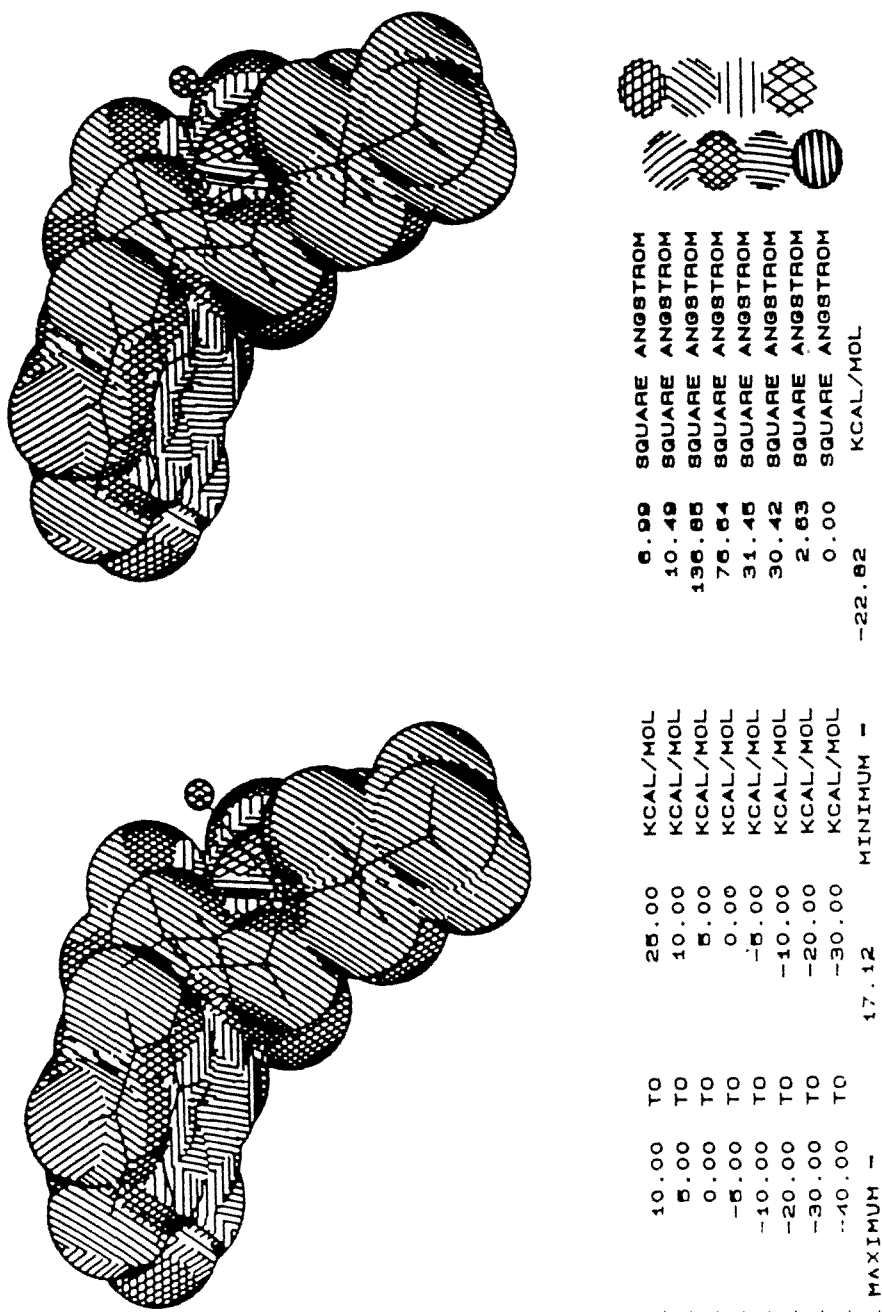 10.00 TO 25.00 KCAL/MOL 6.99 SQUARE ANGSTROM
5.00 TO 10.00 KCAL/MOL 10.49 SQUARE ANGSTROM
0.00 TO 5.00 KCAL/MOL 136.85 SQUARE ANGSTROM
-5.00 TO 0.00 KCAL/MOL 76.64 SQUARE ANGSTROM
-10.00 TO -5.00 KCAL/MOL 31.45 SQUARE ANGSTROM
-20.00 TO -10.00 KCAL/MOL 30.42 SQUARE ANGSTROM
-30.00 TO -20.00 KCAL/MOL 2.63 SQUARE ANGSTROM
-40.00 TO -30.00 KCAL/MOL 0.00 SQUARE ANGSTROM
MAXIMUM - 17.12 MINIMUM - -22.82 KCAL/MOL